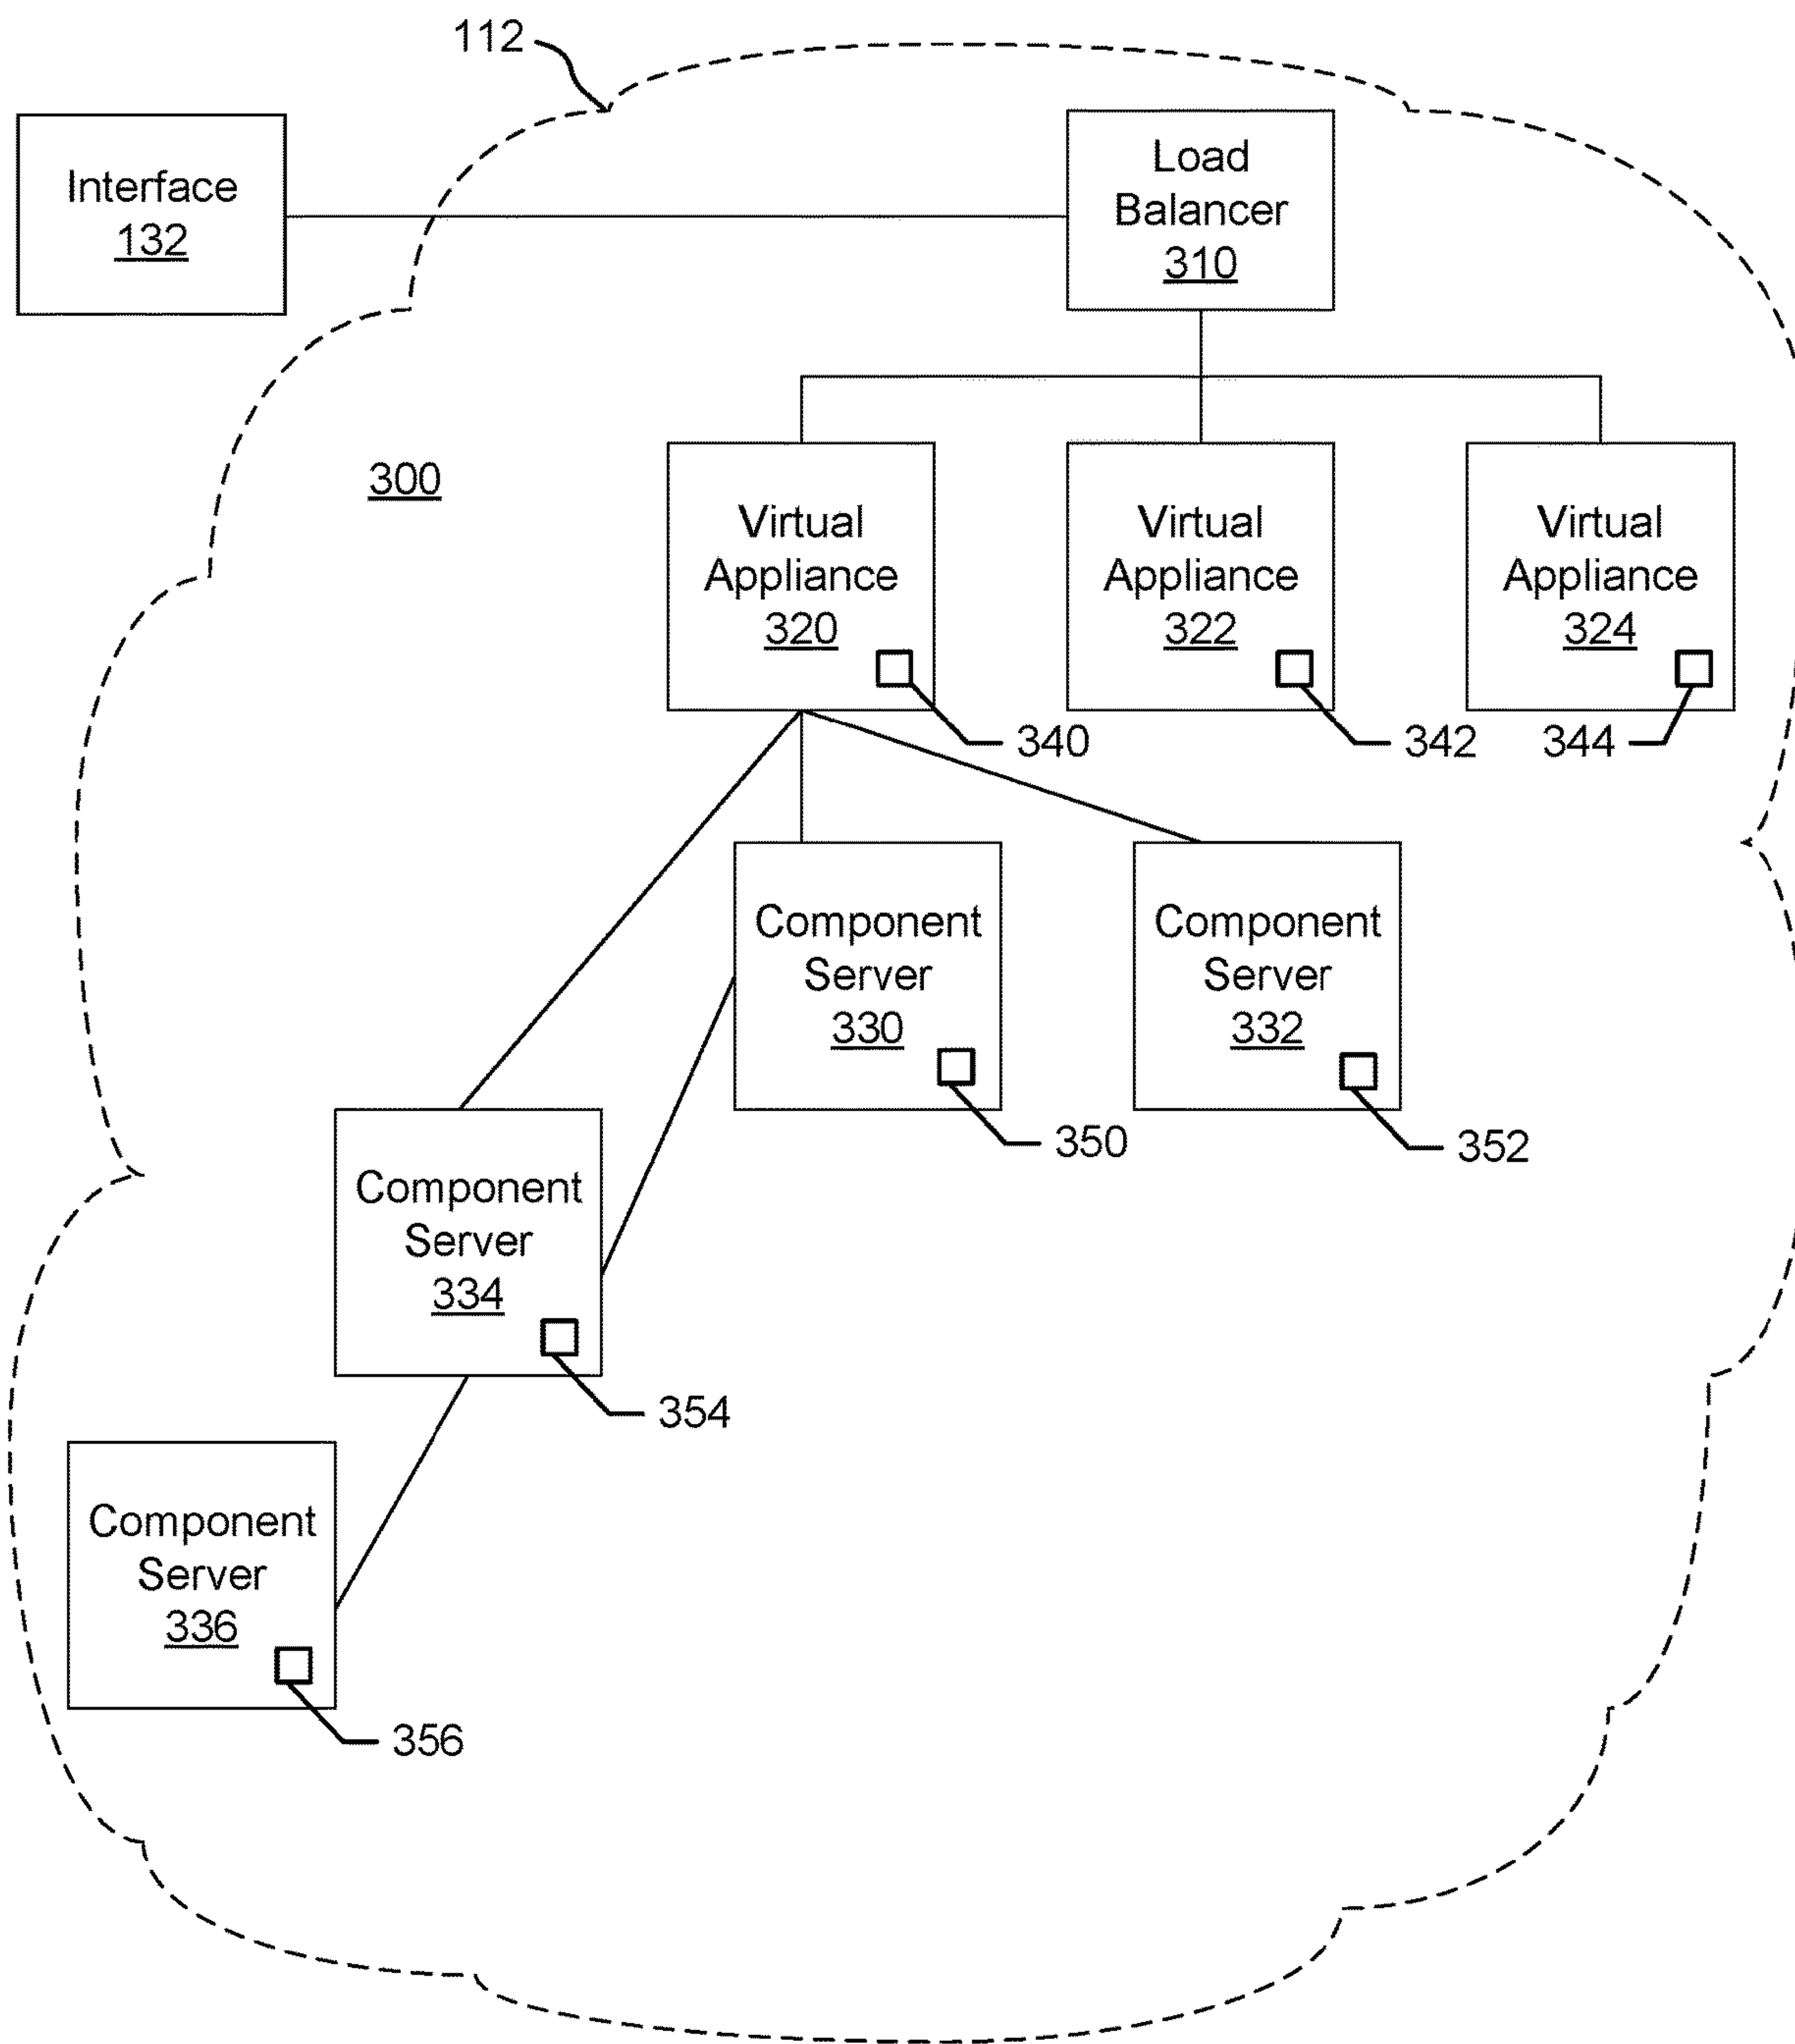 112
Interface
132
Load
Balancer
310
300
Virtual
Appliance
320
Virtual
Appliance
322
Virtual
Appliance
324
340
342
344
Component
Server
330
Component
Server
332
350
352
Component
Server
334
354
Component
Server
336
356